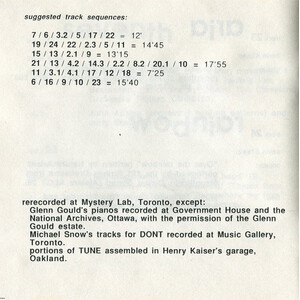 suggested track sequences:
7 / 6 / 3.2 / 5 / 17 / 22 = 12'
19 / 24 / 22 / 2.3 / 5 / 11 = 14'45
15 / 13 / 2.1 / 9 = 13'15
21 / 13 / 4.2 / 14.3 / 2.2 / 8.2 / 20.1 / 10 = 17'55
11 / 3.1 / 4.1 / 17 / 12 / 18 = 7'25
6 / 16 / 9 / 10 / 23 = 15'40
rerecorded at Mystery Lab, Toronto, except:
Glenn Gould's pianos recorded at Government House and the
National Archives, Ottawa, with the permission of the Glenn
Gould estate.
Michael Snow's tracks for DONT recorded at Music Gallery,
Toronto.
portions of TUNE assembled in Henry Kaiser's garage,
Oakland.